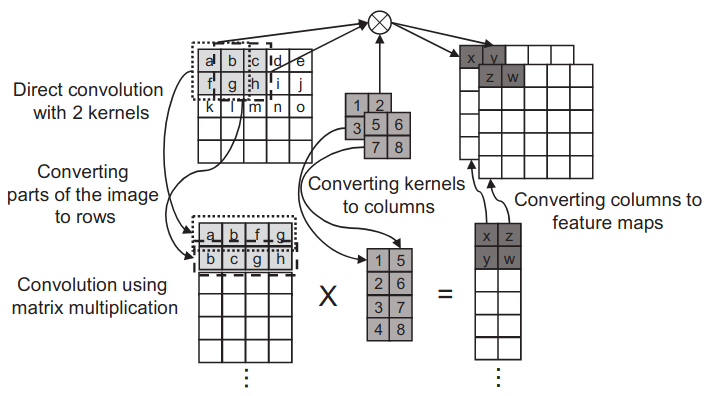 a b c d e
f g h i j
k l m n o
x y
z w
Direct convolution
with 2 kernels
1 2
3
5 6
7 8
Converting
parts of the image
to rows
Converting kernels
to columns
Converting columns to
feature maps
a b f g
b c g h
Convolution using
matrix multiplication
X
1 5
2 6
3 7
4 8
=
x z
y w